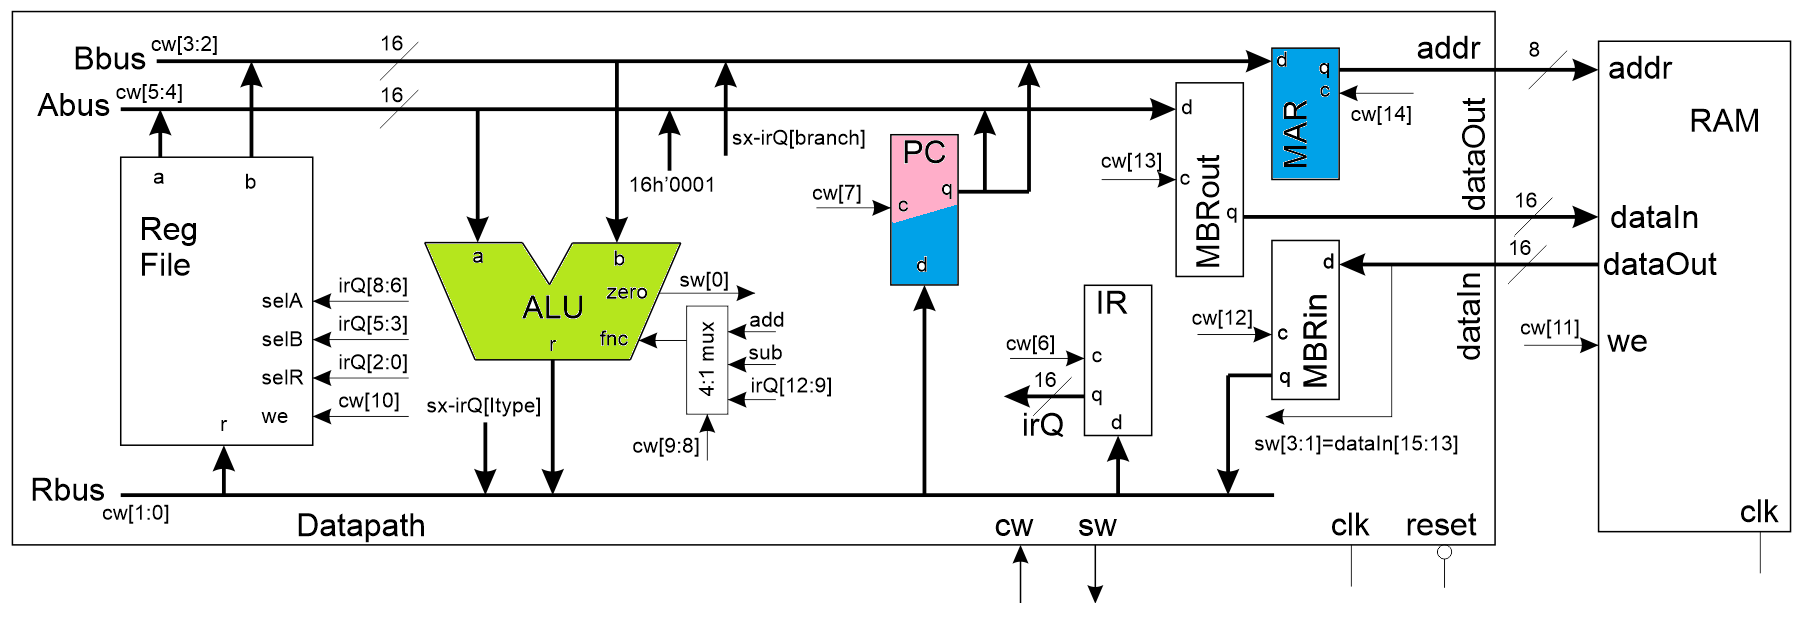 Bbus
cw[3:2]
16
Abus
cw[5:4]
16
addr
8
addr
RAM
d
q
c
MAR
cw[14]
d
cw[13]
c
q
MBRout
dataOut
sx-irQ[branch]
16h'0001
PC
q
c
cw[7]
d
a
b
Reg
File
selA
irQ[8:6]
selB
irQ[5:3]
selR
irQ[2:0]
we
cw[10]
r
a
b
zero
sw[0]
ALU
fnc
r
4:1 mux
add
sub
irQ[12:9]
cw[9:8]
sx-irQ[Itype]
IR
cw[6]
c
16
q
irQ
d
16
dataIn
16
dataOut
d
dataIn
cw[12]
c
MBRin
q
cw[11]
we
sw[3:1]=dataIn[15:13]
Rbus
cw[1:0]
Datapath
cw
sw
clk
reset
clk